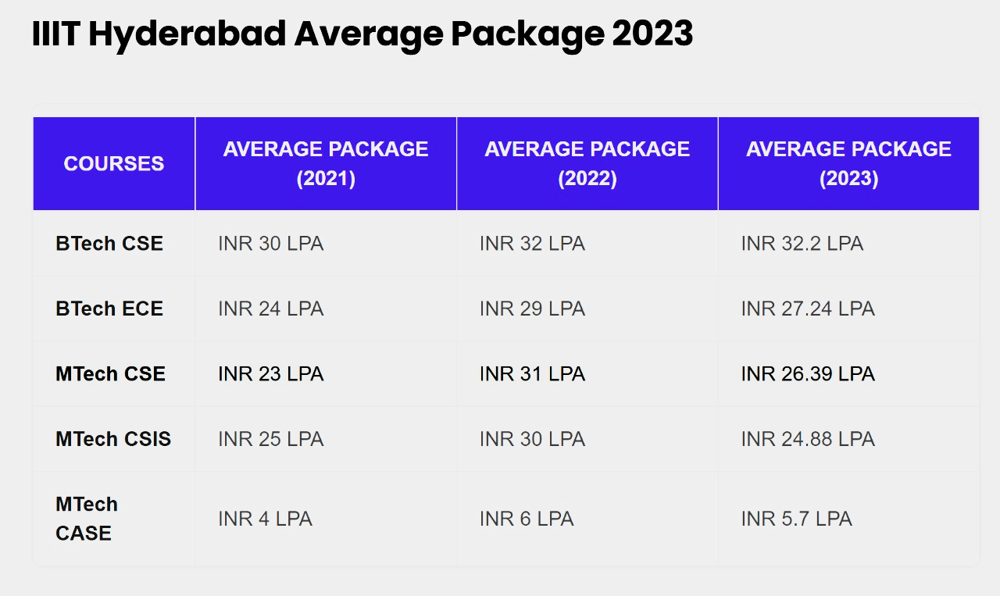 IIIT Hyderabad Average Package 2023
COURSES AVERAGE PACKAGE (2021) AVERAGE PACKAGE (2022) AVERAGE PACKAGE (2023)
BTech CSE INR 30 LPA INR 32 LPA INR 32.2 LPA
BTech ECE INR 24 LPA INR 29 LPA INR 27.24 LPA
MTech CSE INR 23 LPA INR 31 LPA INR 26.39 LPA
MTech CSIS INR 25 LPA INR 30 LPA INR 24.88 LPA
MTech CASE INR 4 LPA INR 6 LPA INR 5.7 LPA